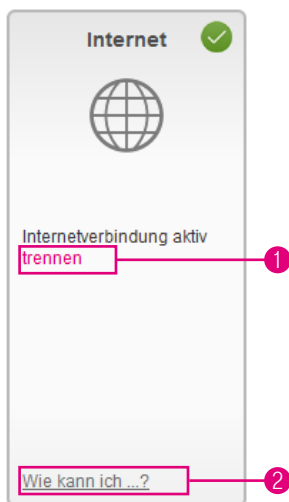 Internet
Internetverbindung aktiv
trennen
1
Wie kann ich ...?
2